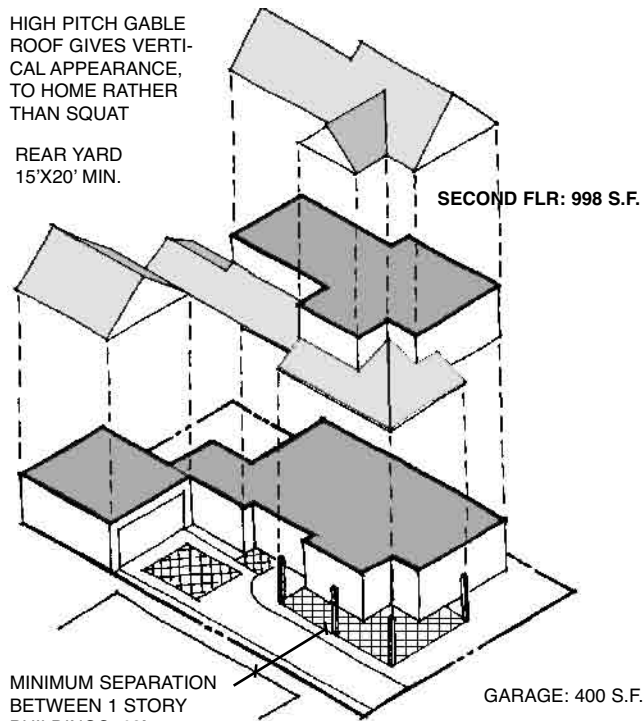 HIGH PITCH GABLE
ROOF GIVES VERTI-
CAL APPEARANCE,
TO HOME RATHER
THAN SQUAT
REAR YARD
15'X20' MIN.
SECOND FLR: 998 S.F.
MINIMUM SEPARATION
BETWEEN 1 STORY
GARAGE: 400 S.F.